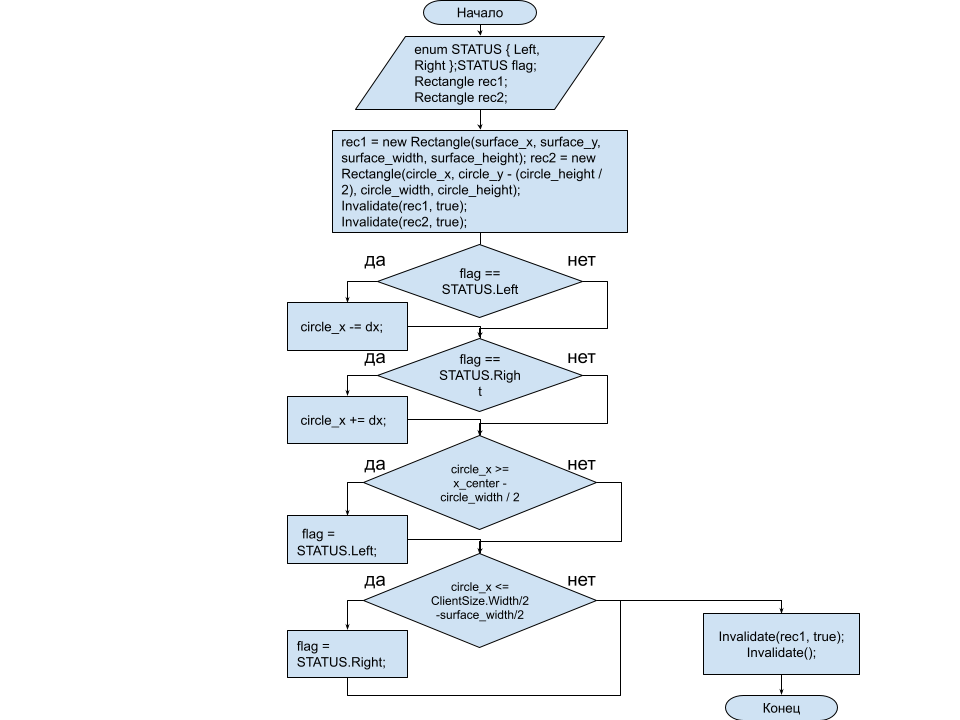 Начало
enum STATUS { Left,
Right };STATUS flag;
Rectangle rec1;
Rectangle rec2;
rec1 = new Rectangle(surface_x, surface_y,
surface_width, surface_height); rec2 = new
Rectangle(circle_x, circle_y - (circle_height /
2), circle_width, circle_height);
Invalidate(rec1, true);
Invalidate(rec2, true);
да
нет
flag ==
STATUS.Left
circle_x -= dx;
да
нет
flag ==
STATUS.Righ
t
circle_x += dx;
да
нет
circle_x >=
x_center -
circle_width / 2
flag =
STATUS.Left;
да
нет
circle_x <=
ClientSize.Width/2
-surface_width/2
flag =
STATUS.Right;
Invalidate(rec1, true);
Invalidate();
Конец